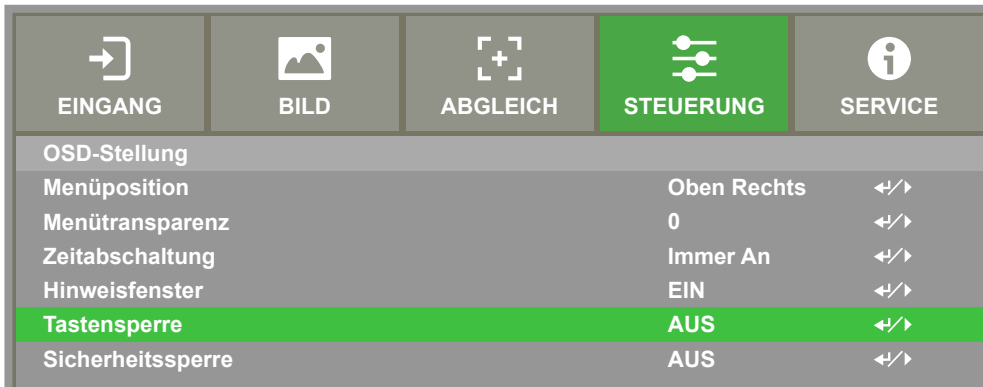 EINGANG BILD ABGLEICH STEUERUNG SERVICE
OSD-Stellung
Menüposition Oben Rechts
Menütransparenz 0
Zeitabschaltung Immer An
Hinweisfenster EIN
Tastensperre AUS
Sicherheitssperre AUS